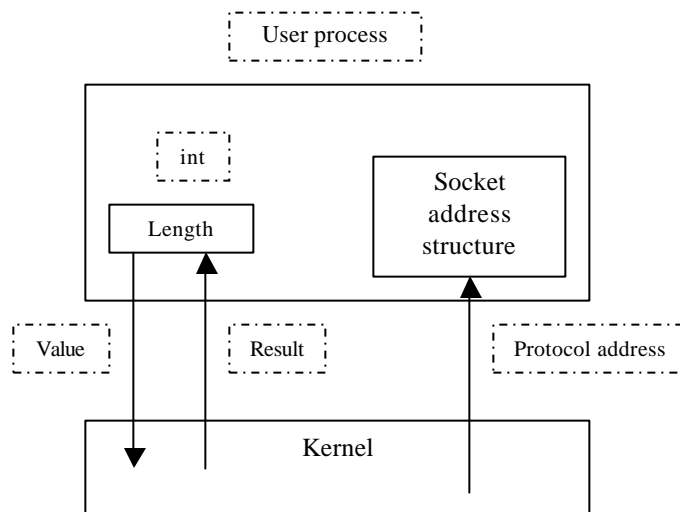 User process
int
Length
Socket
address
structure
Value
Result
Protocol address
Kernel